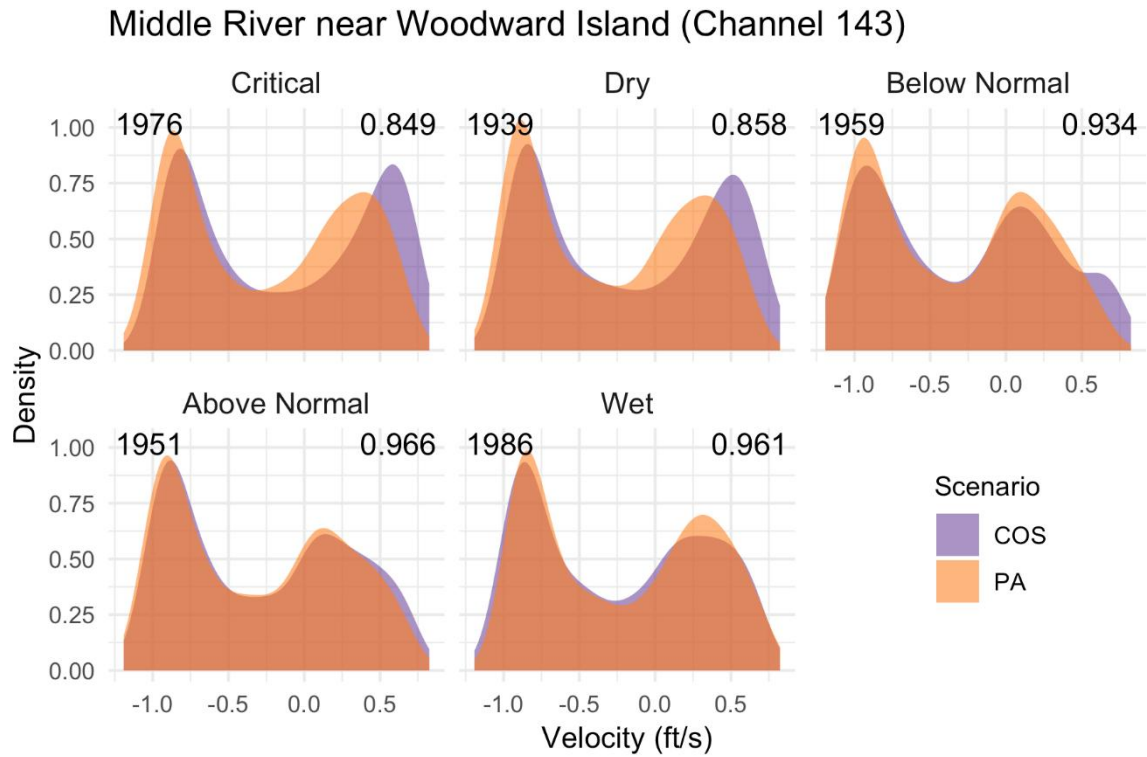 Middle River near Woodward Island (Channel 143)
Critical
Dry
Below Normal
1976
0.849
1939
0.858
1959
0.934
1.00
0.75
0.50
0.25
0.00
-1.0 -0.5 0.0 0.5
Density
Above Normal
Wet
1951
0.966
1986
0.961
1.00
0.75
0.50
0.25
0.00
-1.0 -0.5 0.0 0.5
-1.0 -0.5 0.0 0.5
Velocity (ft/s)
Scenario
COS
PA